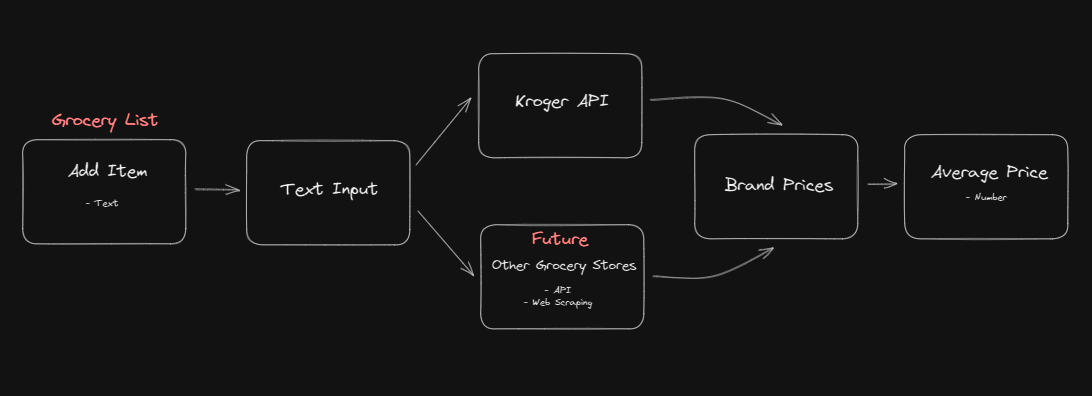 Grocery List
Add Item
- Text
Text Input
Kroger API
Future
Other Grocery Stores
- API
- Web Scraping
Brand Prices
Average Price
- Number